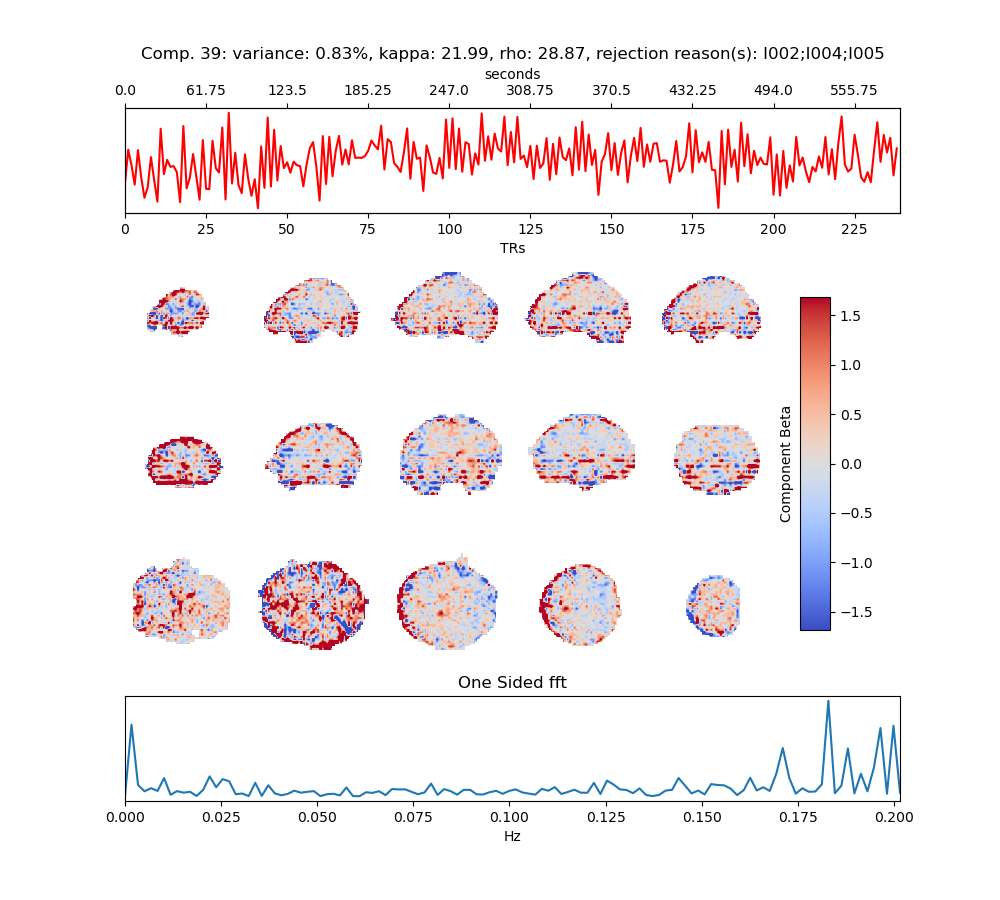 Comp. 39: variance: 0.83%, kappa: 21.99, rho: 28.87, rejection reason(s): I002;I004;I005
seconds
0.0 61.75 123.5 185.25 247.0 308.75 370.5 432.25 494.0 555.75
0 25 50 75 100 125 150 175 200 225
TRs
1.5
1.0
0.5
0.0
−0.5
−1.0
−1.5
Component Beta
One Sided fft
0.000 0.025 0.050 0.075 0.100 0.125 0.150 0.175 0.200
Hz